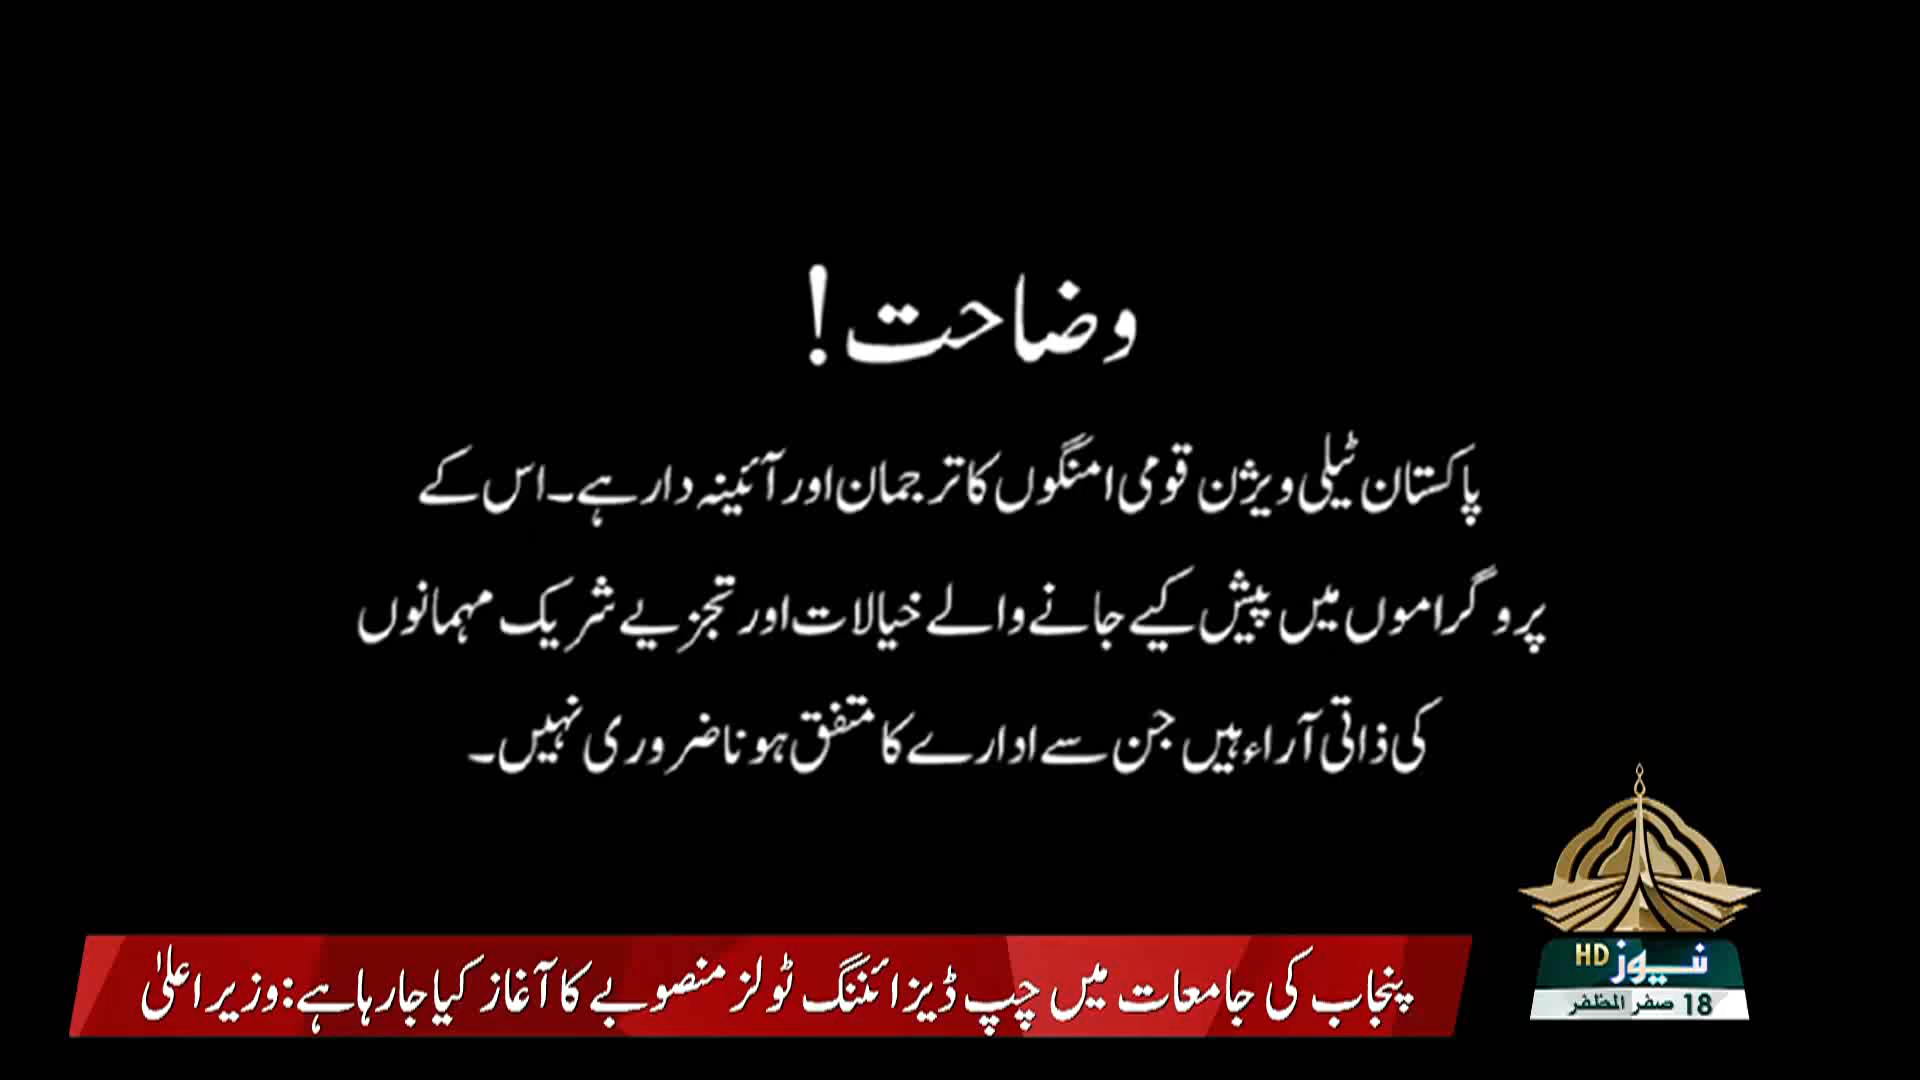 وضاحت!
پاکستان ٹیلی ویژن قومی امنگوں کا ترجمان اور آئینہ دار ہے۔ اس کے
پروگراموں میں پیش کیے جانے والے خیالات اور تجزیے شریک مہمانوں
کی ذاتی آراء ہیں جن سے ادارے کا متفق ہونا ضروری نہیں۔
نیوز HD
18 صفر المظفر
پنجاب کی جامعات میں چپ ڈیزائننگ ٹولز منصوبے کا آغاز کیا جا رہا ہے: وزیر اعلیٰ